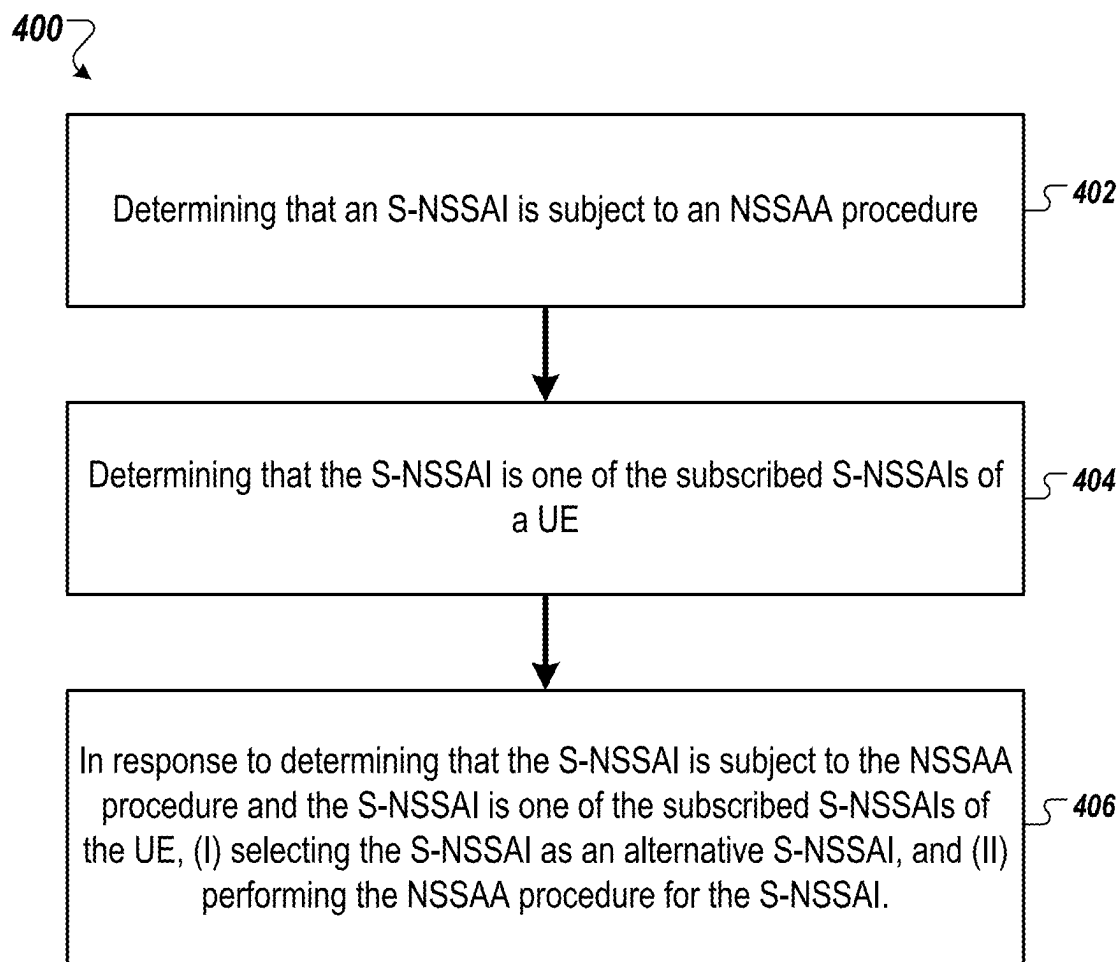 400
Determining that an S-NSSAI is subject to an NSSAA procedure
402
Determining that the S-NSSAI is one of the subscribed S-NSSAIs of
a UE
404
In response to determining that the S-NSSAI is subject to the NSSAA
procedure and the S-NSSAI is one of the subscribed S-NSSAIs of
the UE, (I) selecting the S-NSSAI as an alternative S-NSSAI, and (II)
performing the NSSAA procedure for the S-NSSAI.
406